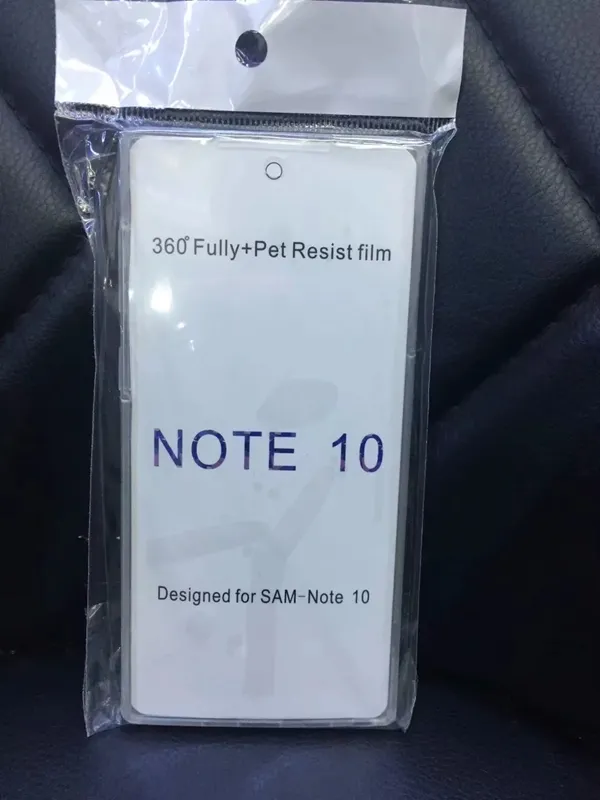 360° Fully+Pet Resist film
NOTE 10
Designed for SAM-Note 10